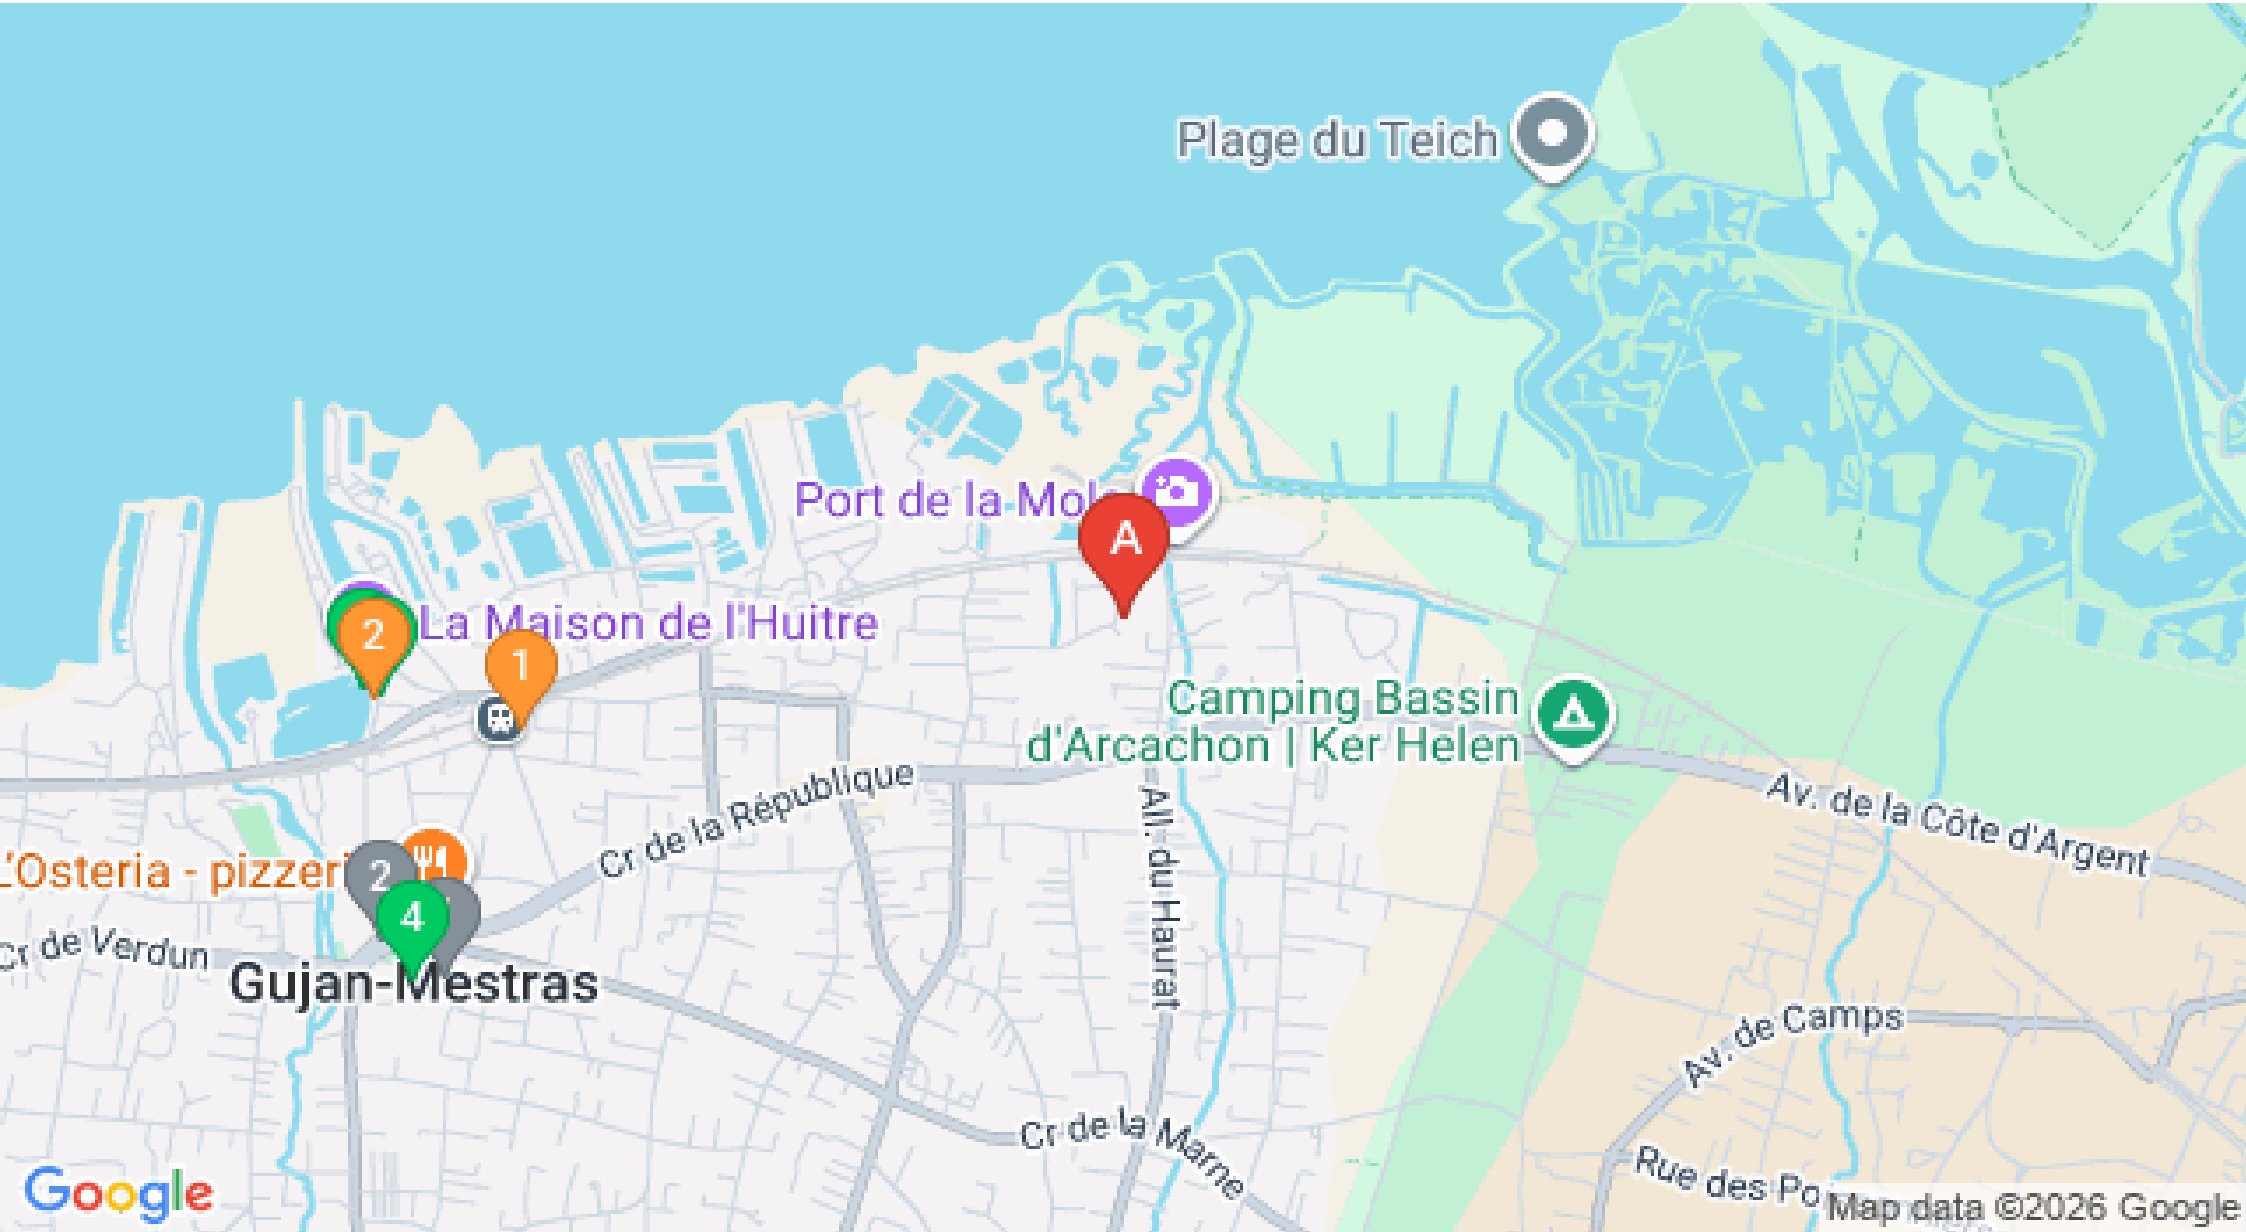 Plage du Teich
Port de la Mol
A
La Maison de l'Huitre
2
1
Camping Bassin
d'Arcachon | Ker Helen
Cr de la République
Av. de la Côte d'Argent
All. du Haurat
L'Osteria - pizzeri
2
4
Cr de Verdun
Gujan-Mestras
Av. de Camps
Cr de la Marne
Rue des Po
Google
Map data ©2026 Google